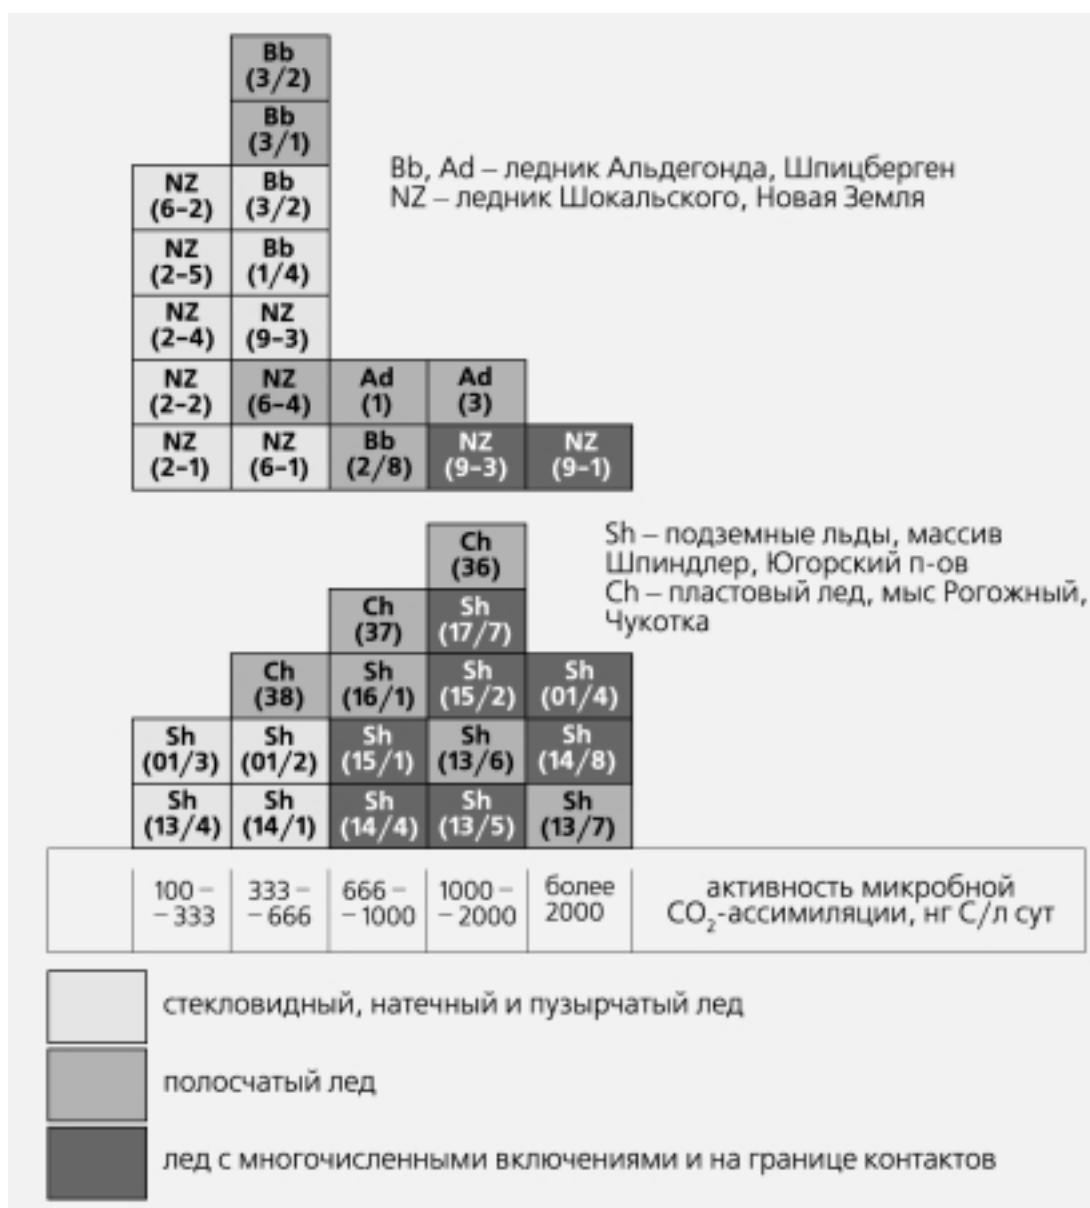 Bb
(3/2)
Bb
(3/1)
NZ
(6–2)
Bb
(3/2)
Bb, Ad – ледник Альдегонда, Шпицберген
NZ – ледник Шокальского, Новая Земля
NZ
(2–5)
Bb
(1/4)
NZ
(2–4)
NZ
(9–3)
NZ
(2–2)
NZ
(6–4)
Ad
(1)
Ad
(3)
NZ
(2–1)
NZ
(6–1)
Bb
(2/8)
NZ
(9–3)
NZ
(9–1)
Ch
(36)
Sh – подземные льды, массив
Шпиндлер, Югорский п-ов
Ch – пластовый лед, мыс Рогожный,
Чукотка
Ch
(37)
Sh
(17/7)
Ch
(38)
Sh
(16/1)
Sh
(15/2)
Sh
(01/4)
Sh
(01/3)
Sh
(01/2)
Sh
(15/1)
Sh
(13/6)
Sh
(14/8)
Sh
(13/4)
Sh
(14/1)
Sh
(14/4)
Sh
(13/5)
Sh
(13/7)
100 –
– 333
333 –
– 666
666 –
– 1000
1000 –
– 2000
более
2000
активность микробной
CO₂-ассимиляции, нг С/л сут
стекловидный, натечный и пузырчатый лед
полосчатый лед
лед с многочисленными включениями и на границе контактов